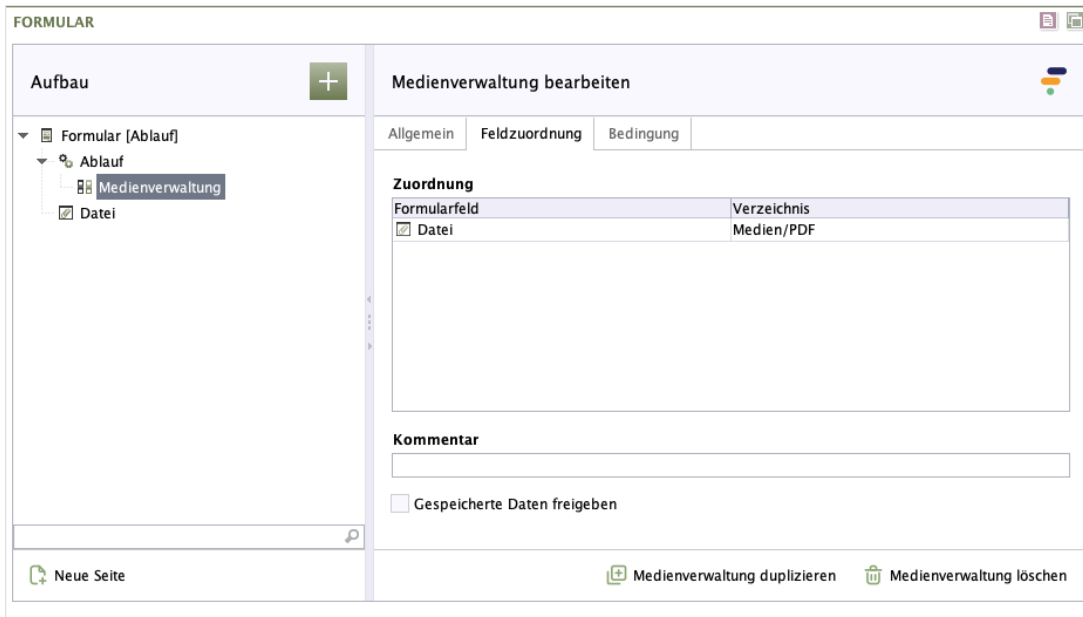 FORMULAR
Aufbau
Formular [Ablauf]
Ablauf
Medienverwaltung
Datei
Neue Seite
Medienverwaltung bearbeiten
Allgemein Feldzuordnung Bedingung
Zuordnung
Formularfeld Verzeichnis
Datei Medien/PDF
Kommentar
Gespeicherte Daten freigeben
Medienverwaltung duplizieren Medienverwaltung löschen